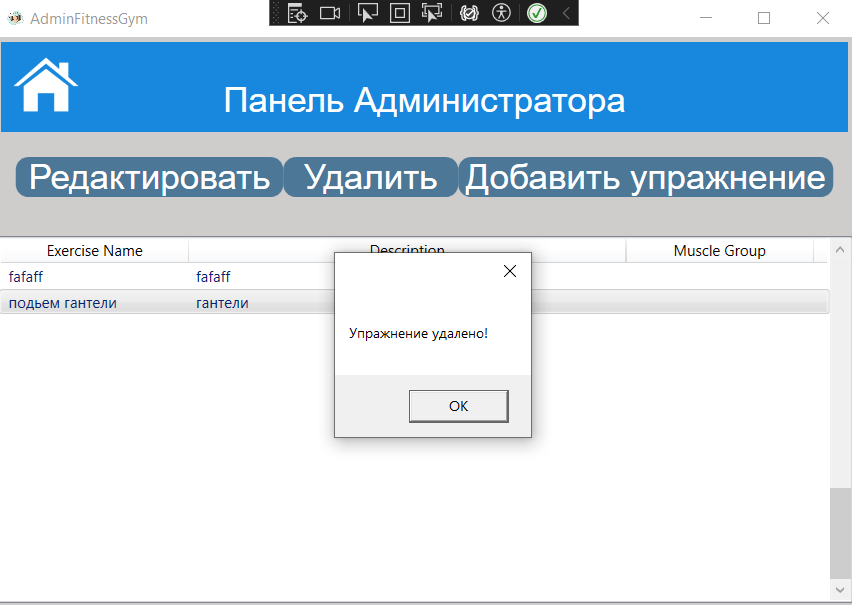 AdminFitnessGym
Панель Администратора
Редактировать Удалить Добавить упражнение
Exercise Name Description Muscle Group
fafaff fafaff
подьем гантели гантели
Упражнение удалено!
OK